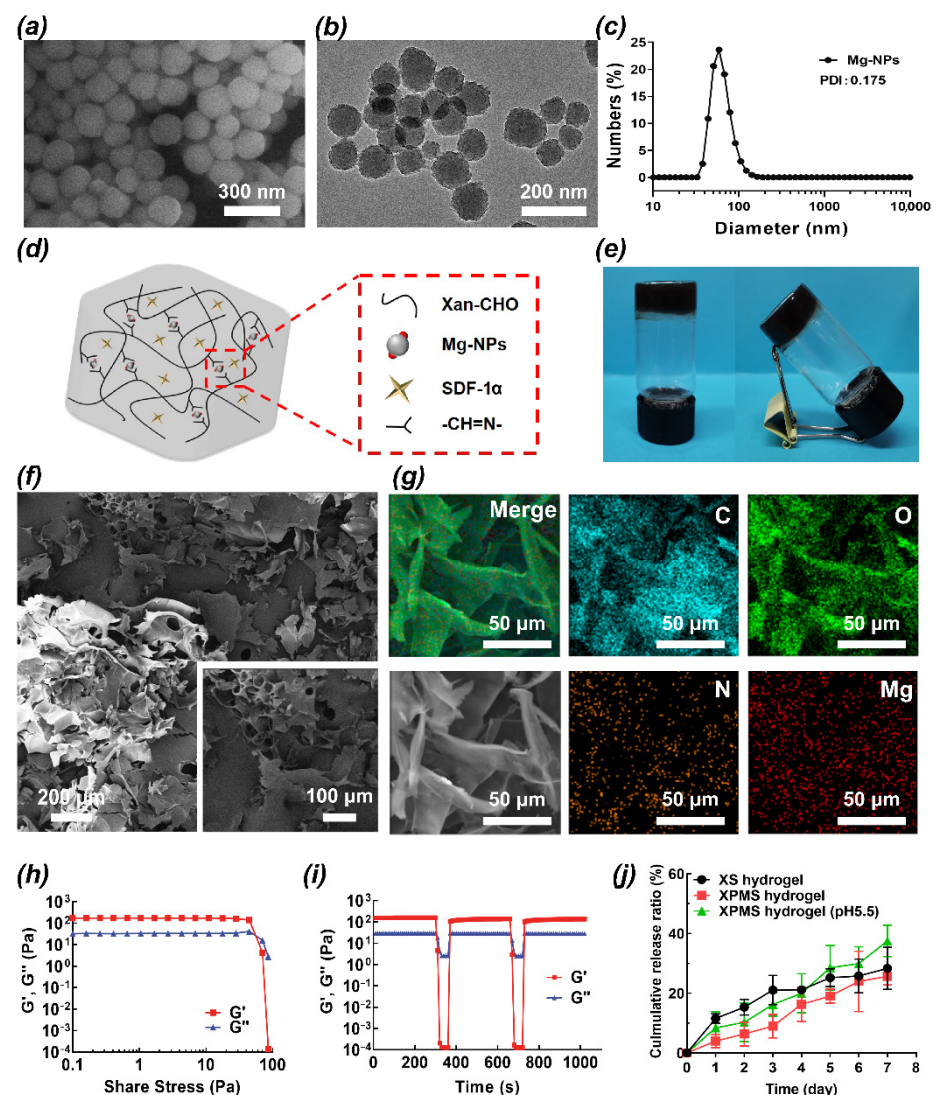 (a)
300 nm
(b)
200 nm
(c)
Numbers (%)
25
20
15
10
5
0
Mg-NPs
PDI: 0.175
10
100
1000
10,000
Diameter (nm)
(d)
Xan-CHO
Mg-NPs
SDF-1α
-CH=N-
(e)
(f)
200 μm
100 μm
(g)
Merge
50 μm
C
50 μm
O
50 μm
50 μm
N
50 μm
Mg
50 μm
(h)
G', G'' (Pa)
10³
10²
10¹
10⁰
10⁻¹
10⁻²
10⁻³
10⁻⁴
G'
G''
0.1
1
10
100
Share Stress (Pa)
(i)
G', G'' (Pa)
10³
10²
10¹
10⁰
10⁻¹
10⁻²
10⁻³
10⁻⁴
G'
G''
0
200
400
600
800
1000
Time (s)
(j)
Cumulative release ratio (%)
60
40
20
0
XS hydrogel
XPMS hydrogel
XPMS hydrogel (pH5.5)
0
1
2
3
4
5
6
7
8
Time (day)